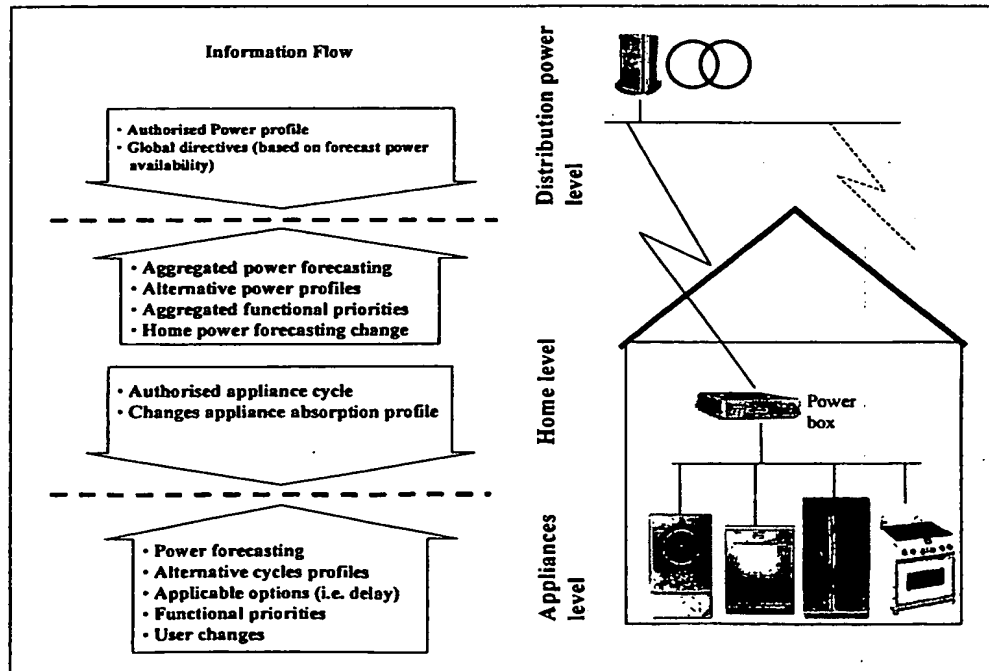 Information Flow
• Authorised Power profile
• Global directives (based on forecast power
availability)
• Aggregated power forecasting
• Alternative power profiles
• Aggregated functional priorities
• Home power forecasting change
• Authorised appliance cycle
• Changes appliance absorption profile
• Power forecasting
• Alternative cycles profiles
• Applicable options (i.e. delay)
• Functional priorities
• User changes
Distribution power
level
Home level
Power
box
Appliances
level